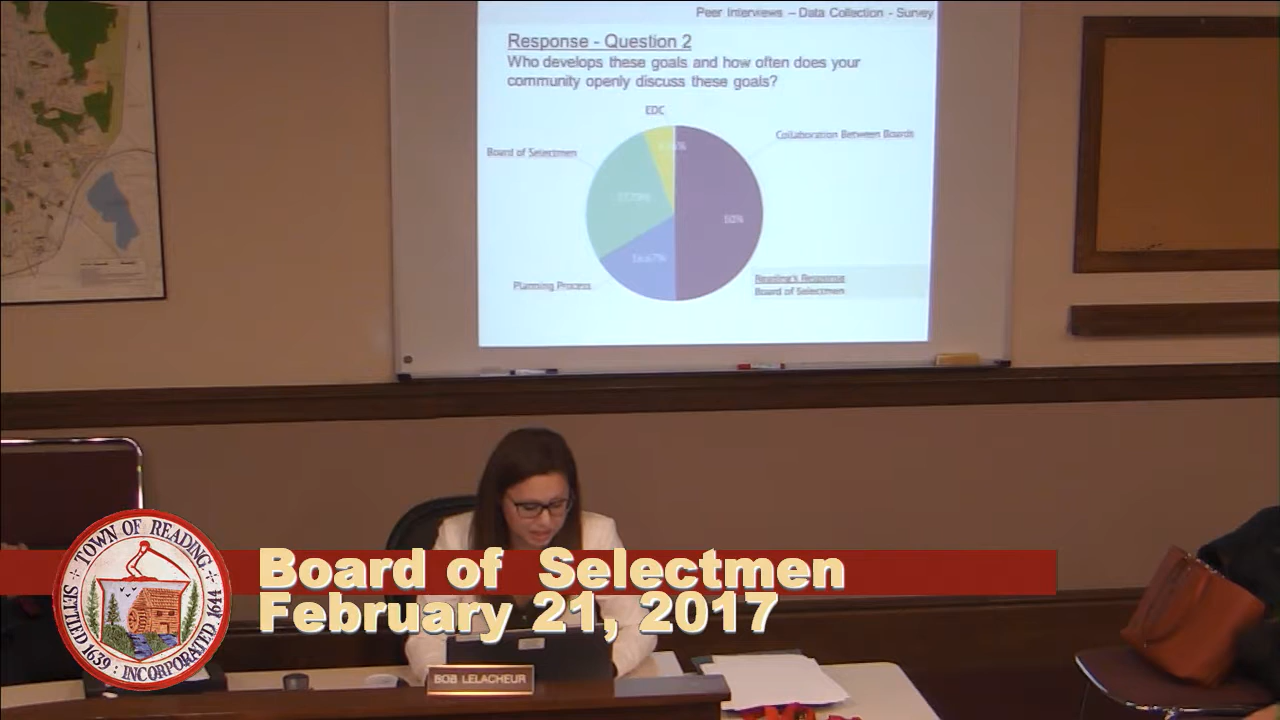 Peer Interviews – Data Collection - Survey
Response - Question 2
Who develops these goals and how often does your
community openly discuss these goals?
EDC
Collaboration Between Boards
Board of Selectmen
50%
16.67%
Planning Process
Board of Selectmen
TOWN OF READING
SETTLED 1639 : INCORPORATED 1644
Board of Selectmen
February 21, 2017
BOB LELACHEUR